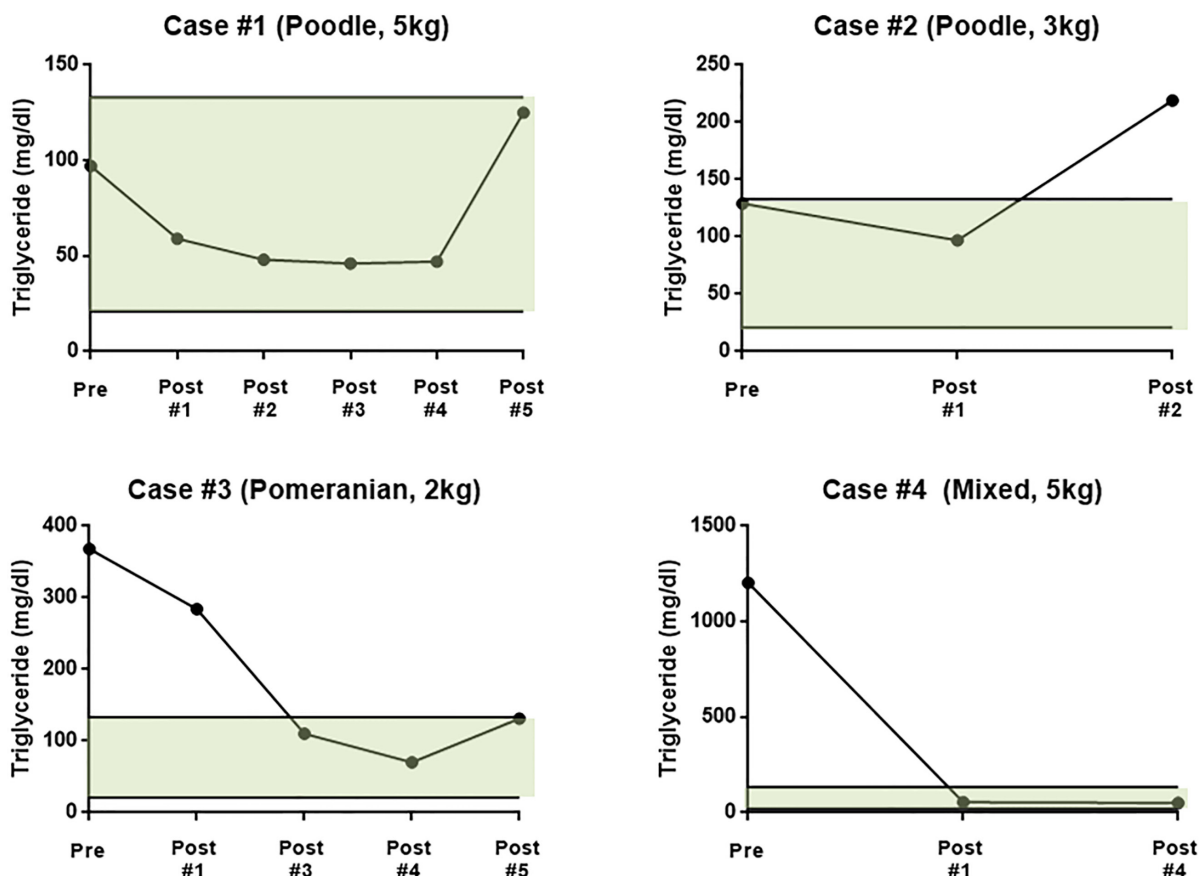 Case #1 (Poodle, 5kg)
Triglyceride (mg/dl)
150
100
50
0
Pre
Post
#1
Post
#2
Post
#3
Post
#4
Post
#5
Case #2 (Poodle, 3kg)
Triglyceride (mg/dl)
250
200
150
100
50
0
Pre
Post
#1
Post
#2
Case #3 (Pomeranian, 2kg)
Triglyceride (mg/dl)
400
300
200
100
0
Pre
Post
#1
Post
#3
Post
#4
Post
#5
Case #4 (Mixed, 5kg)
Triglyceride (mg/dl)
1500
1000
500
0
Pre
Post
#1
Post
#4